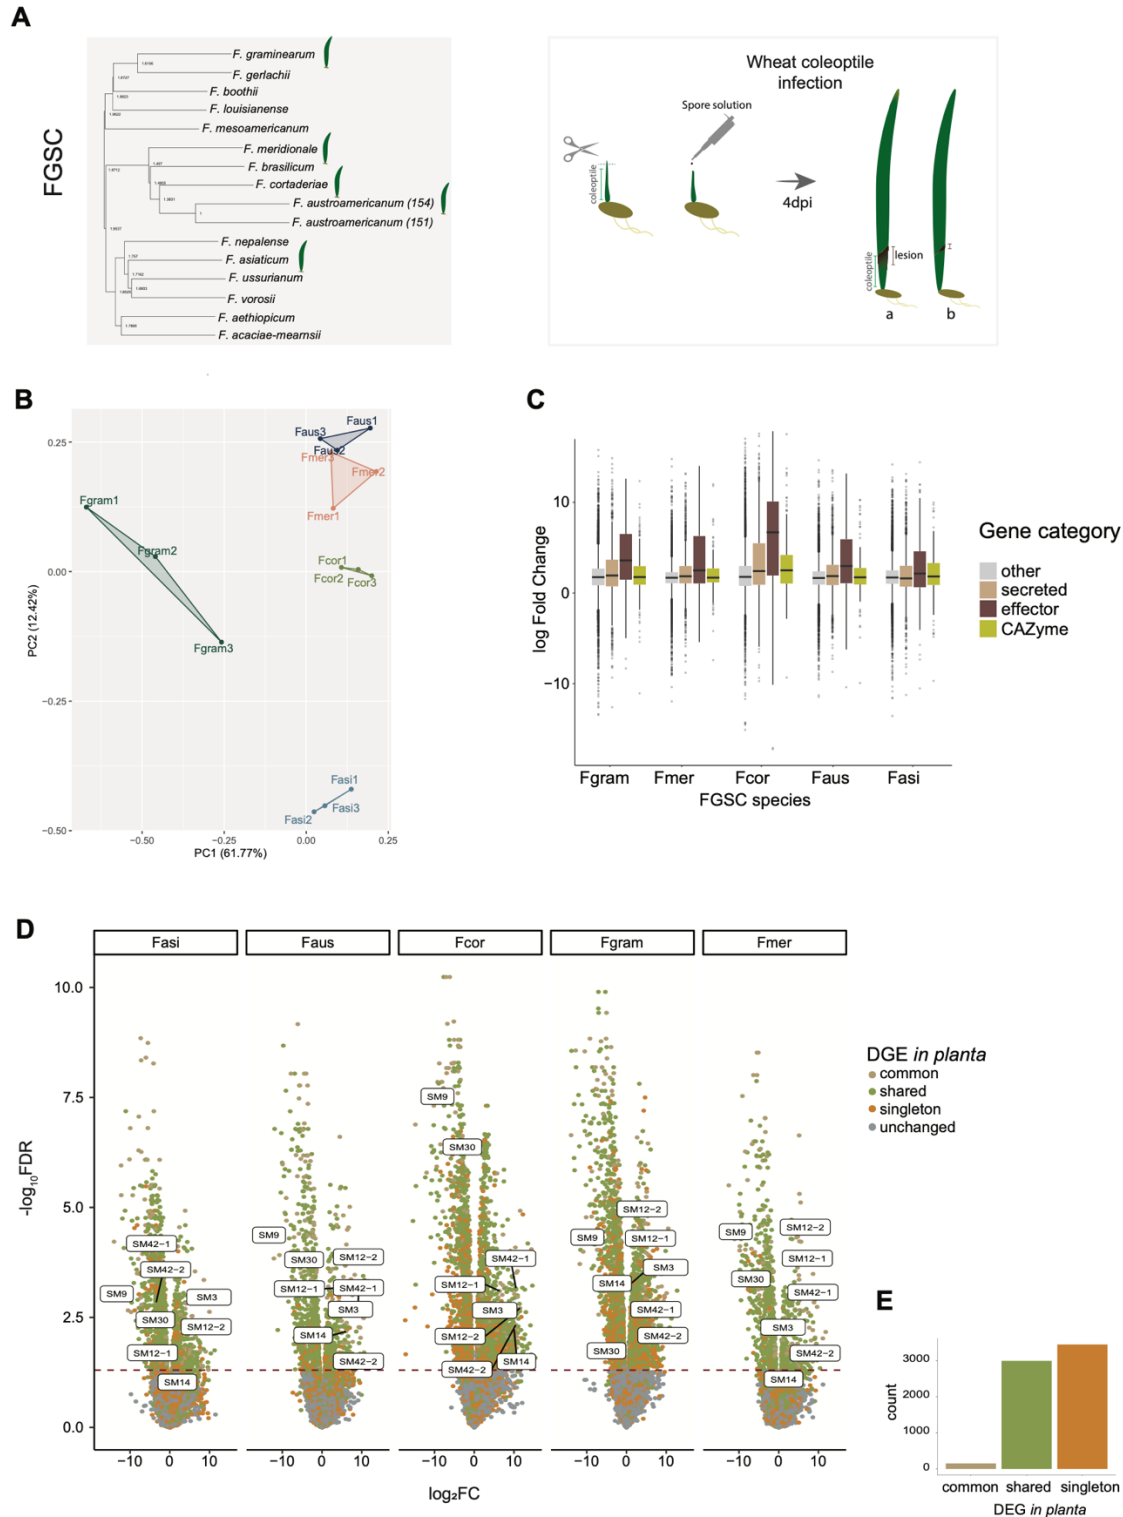 A
FGSC
F. graminearum
F. gerlachii
F. boothii
F. louisianense
F. mesoamericanum
F. meridionale
F. brasilicum
F. cortaderiae
F. austroamericanum (154)
F. austroamericanum (151)
F. nepalense
F. asiaticum
F. ussurianum
F. vorosii
F. aethiopicum
F. acaciae-mearnsii
Wheat coleoptile
infection
Spore solution
coleoptile
4dpi
coleoptile
lesion
a
b
B
PC2 (12.42%)
0.25
0.00
−0.25
−0.50
Faus1
Faus3
Faus2
Fmer3
Fmer2
Fmer1
Fgram1
Fgram2
Fgram3
Fcor1
Fcor2
Fcor3
Fasi1
Fasi3
Fasi2
−0.50
−0.25
0.00
0.25
PC1 (61.77%)
C
log Fold Change
10
0
−10
Fgram
Fmer
Fcor
Faus
Fasi
FGSC species
Gene category
other
secreted
effector
CAZyme
D
-log₁₀FDR
10.0
7.5
5.0
2.5
0.0
Fasi
SM42−1
SM42−2
SM9
SM3
SM30
SM12−2
SM12−1
SM14
−10 0 10
Faus
SM9
SM30
SM12−2
SM12−1
SM42−1
SM3
SM14
SM42−2
−10 0 10
Fcor
SM9
SM30
SM42−1
SM12−1
SM3
SM12−2
SM14
SM42−2
−10 0 10
Fgram
SM12−2
SM9
SM12−1
SM3
SM14
SM42−1
SM42−2
SM30
−10 0 10
Fmer
SM9
SM12−2
SM12−1
SM30
SM42−1
SM3
SM42−2
SM14
−10 0 10
log₂FC
DGE in planta
common
shared
singleton
unchanged
E
count
3000
2000
1000
0
common shared singleton
DEG in planta